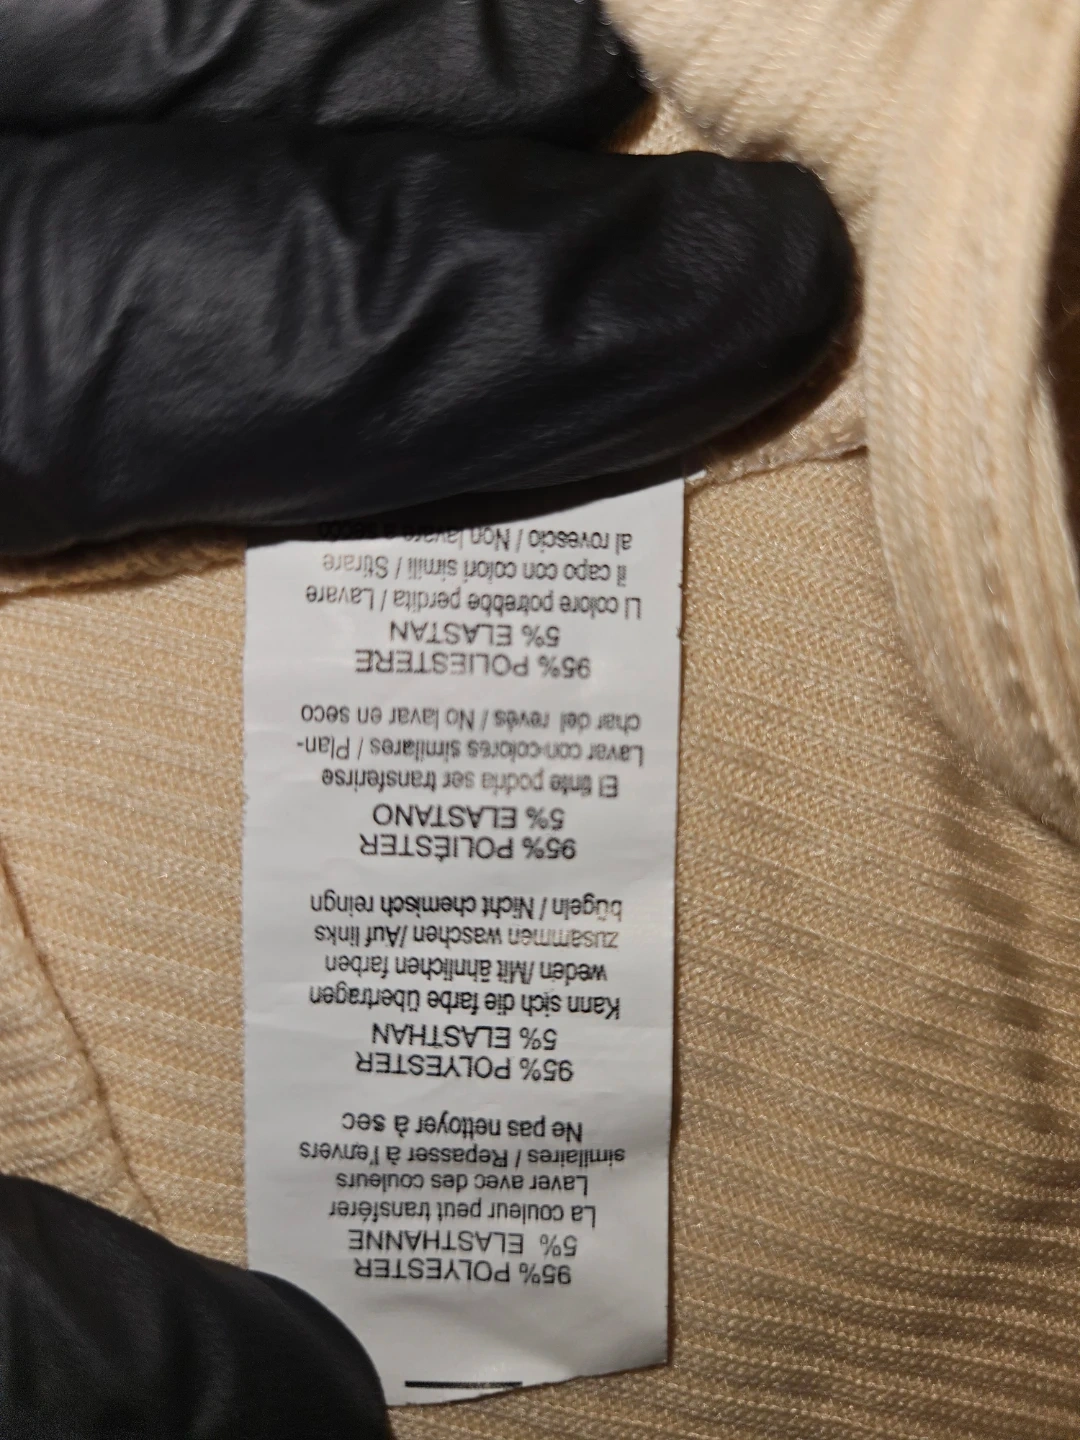 95% POLYESTER
5% ELASTHANNE
La couleur peut transférer
Laver avec des couleurs
similaires / Repasser à l'envers
Ne pas nettoyer à sec
95% POLYESTER
5% ELASTHAN
Kann sich die farbe übertragen
weden /Mit ähnlichen farben
zusammen waschen /Auf links
bügeln / Nicht chemisch reingn
95% POLIÉSTER
5% ELASTANO
El tinte podria ser transferirse
Lavar con-colores similares / Plan-
char del revés / No lavar en seco
95% POLIESTERE
5% ELASTAN
LI colore potrebbe perdita / Lavare
il capo con colori simili / Stirare
al rovescio / Non lavare a secco